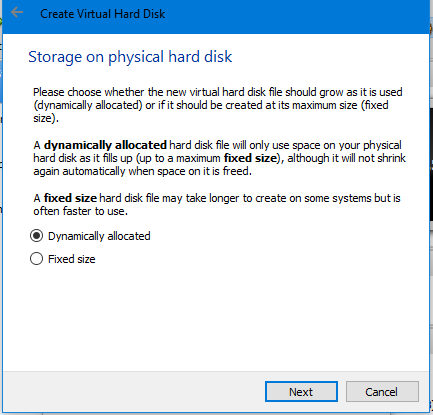 Create Virtual Hard Disk
Storage on physical hard disk
Please choose whether the new virtual hard disk file should grow as it is used
(dynamically allocated) or if it should be created at its maximum size (fixed
size).
A dynamically allocated hard disk file will only use space on your physical
hard disk as it fills up (up to a maximum fixed size), although it will not shrink
again automatically when space on it is freed.
A fixed size hard disk file may take longer to create on some systems but is
often faster to use.
Dynamically allocated
Fixed size
Next
Cancel